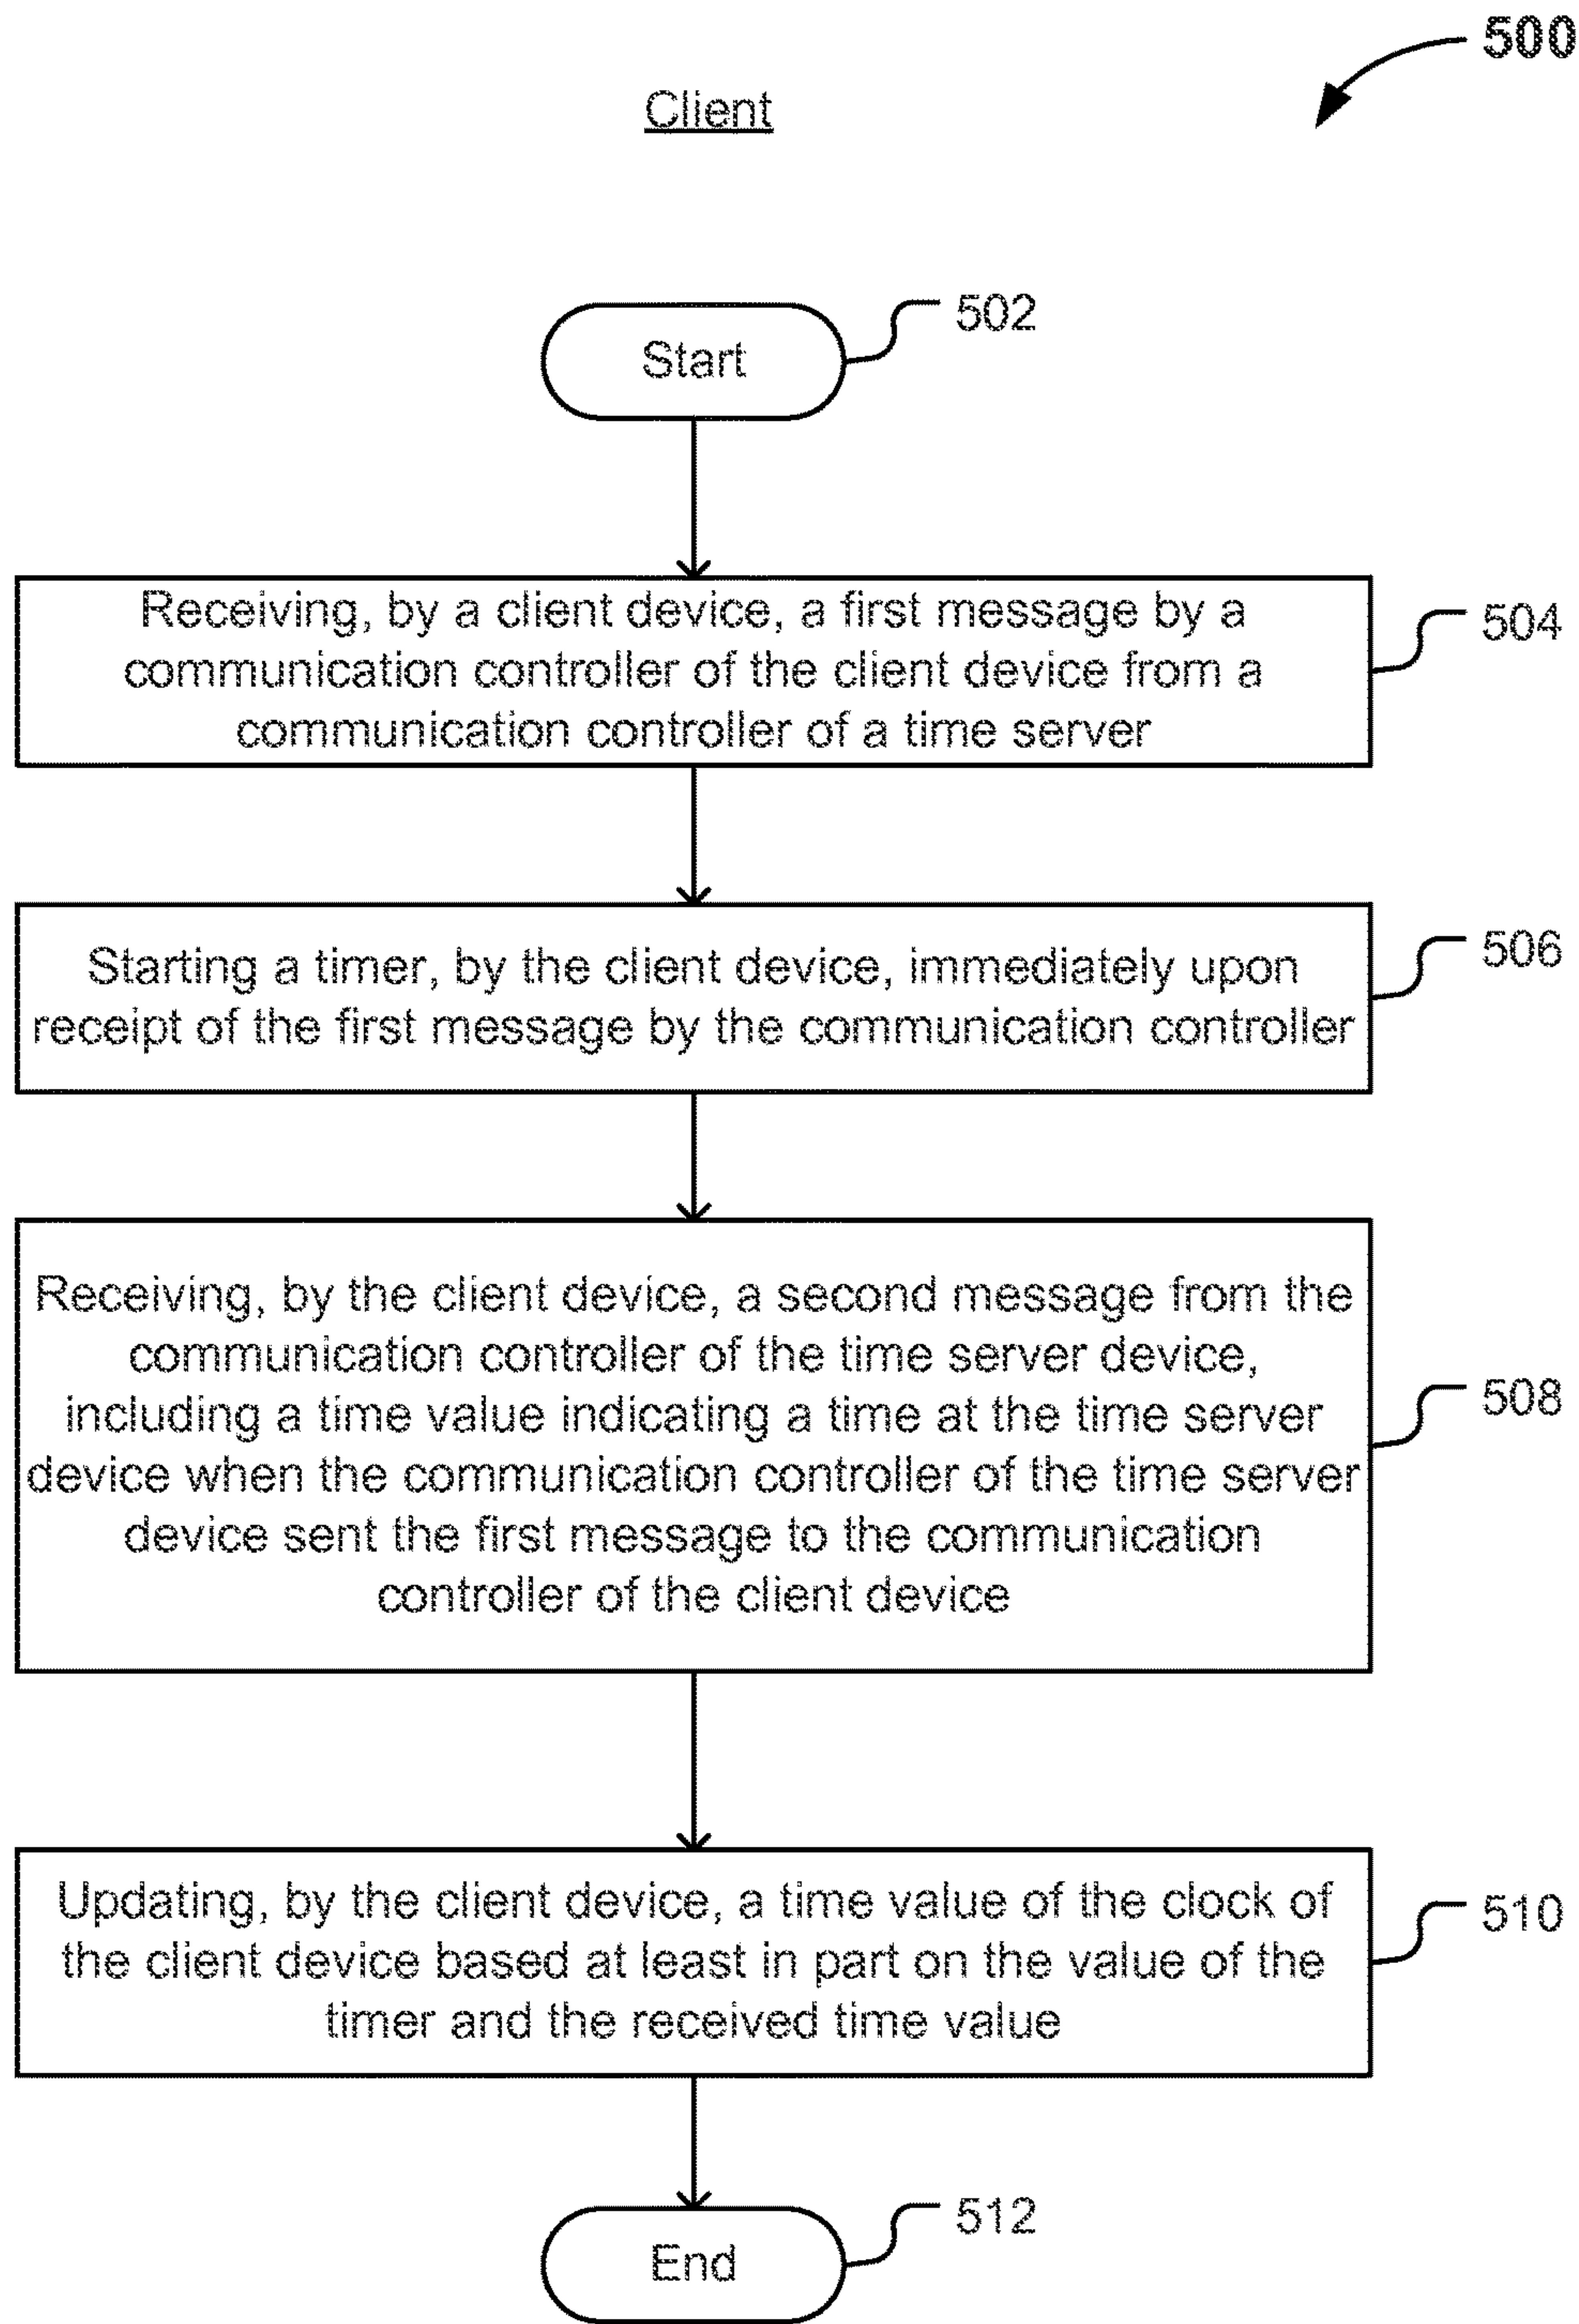 500
Client
Start
502
Receiving, by a client device, a first message by a
communication controller of the client device from a
communication controller of a time server
504
Starting a timer, by the client device, immediately upon
receipt of the first message by the communication controller
506
Receiving, by the client device, a second message from the
communication controller of the time server device,
including a time value indicating a time at the time server
device when the communication controller of the time server
device sent the first message to the communication
controller of the client device
508
Updating, by the client device, a time value of the clock of
the client device based at least in part on the value of the
timer and the received time value
510
End
512